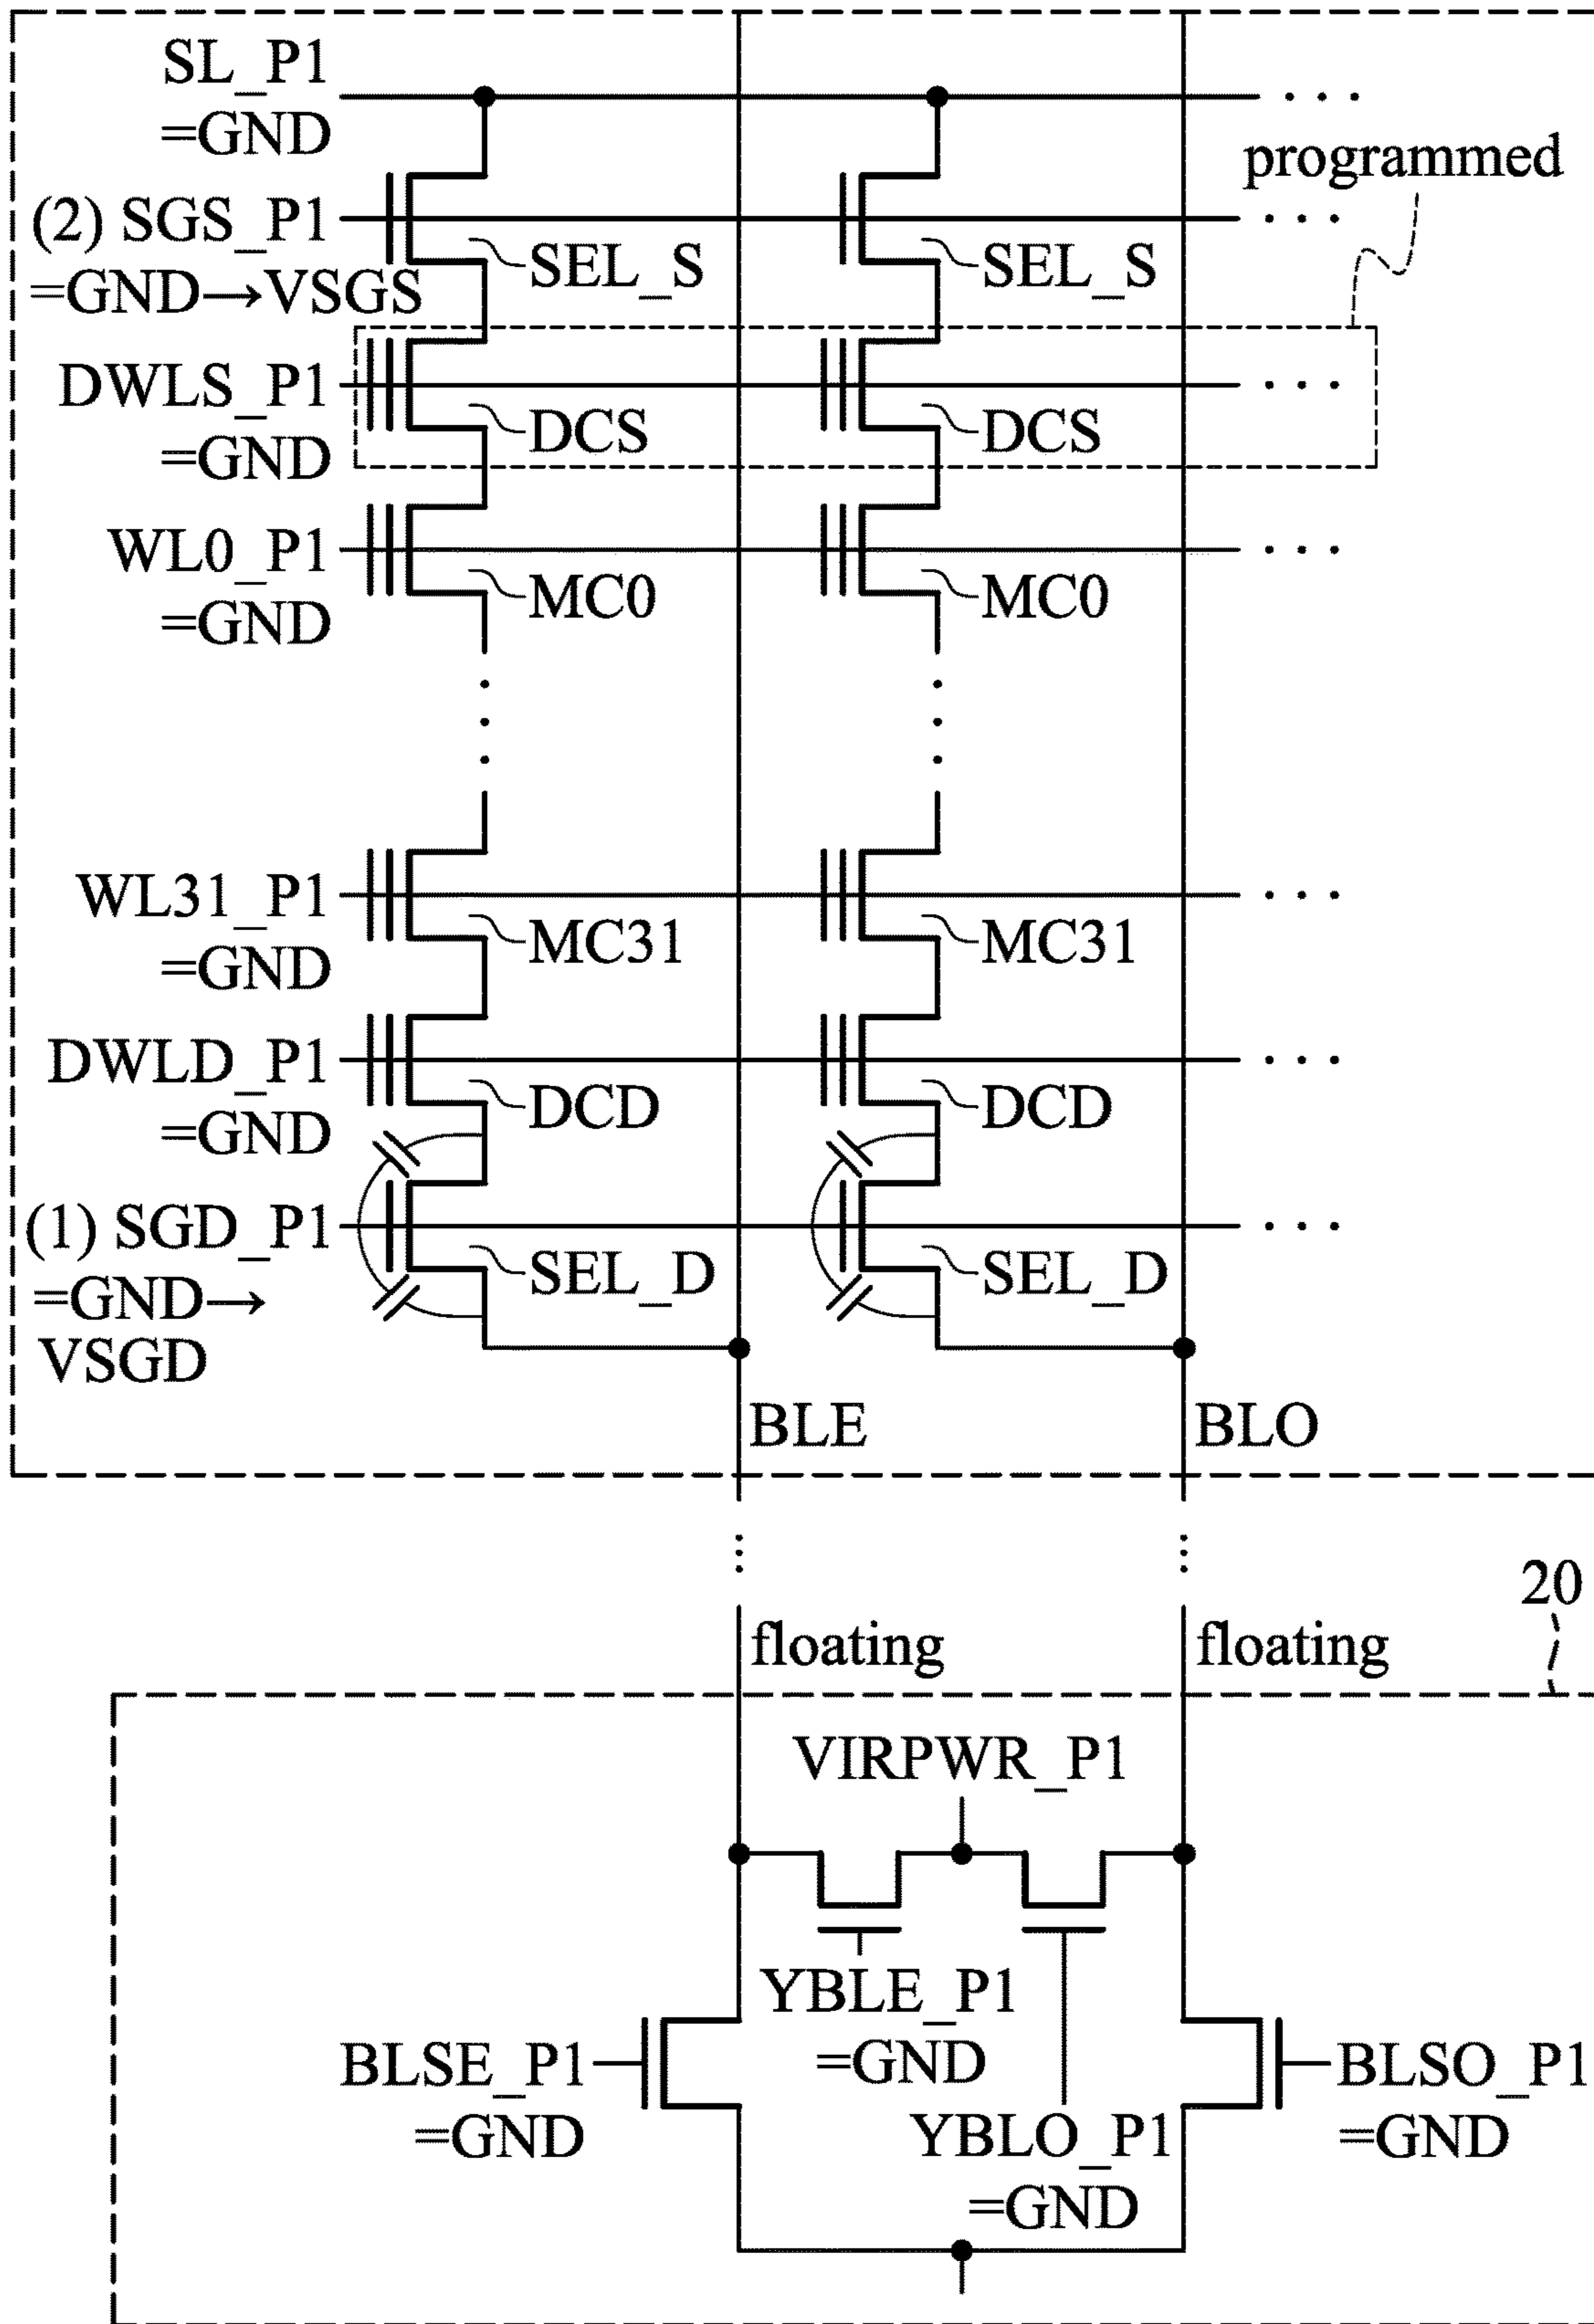 SL_P1
=GND
programmed
(2) SGS_P1
=GND→VSGS
SEL_S
SEL_S
DWLS_P1
=GND
DCS
DCS
WL0_P1
=GND
MC0
MC0
WL31_P1
=GND
MC31
MC31
DWLD_P1
=GND
DCD
DCD
(1) SGD_P1
=GND→
VSGD
SEL_D
SEL_D
BLE
BLO
20
floating
floating
VIRPWR_P1
YBLE_P1
=GND
BLSE_P1
=GND
YBLO_P1
=GND
BLSO_P1
=GND